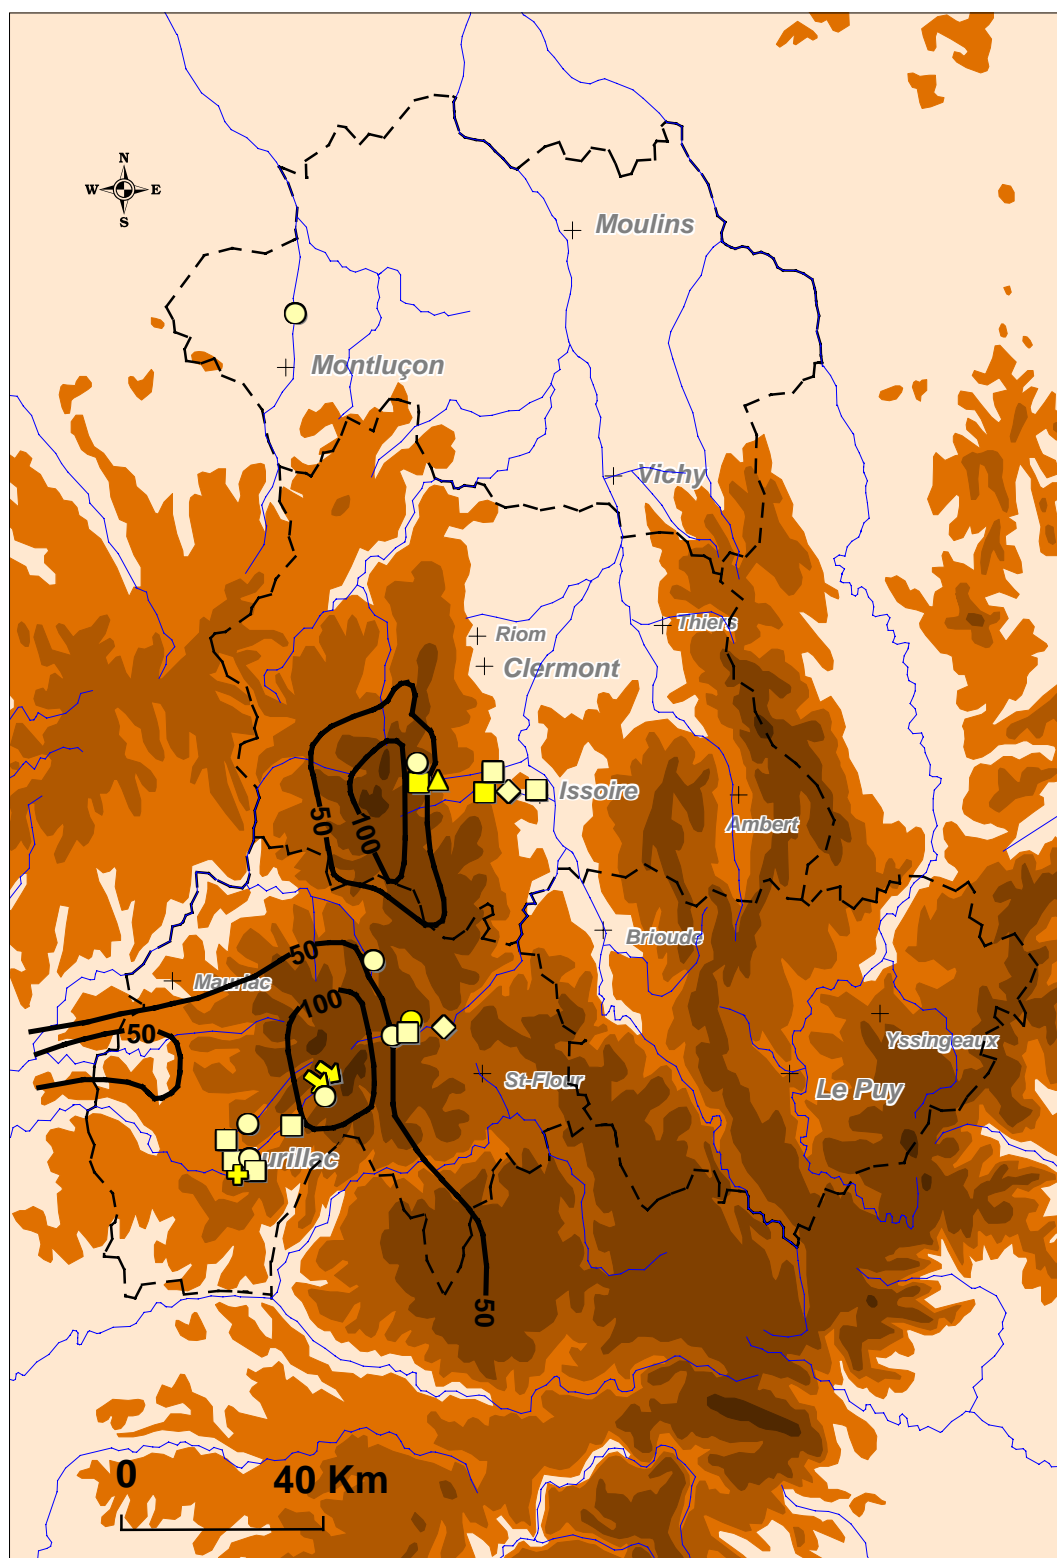 N
W E
S
Moulins
Montluçon
Vichy
Thiers
Riom
Clermont
50
100
Issoire
Ambert
Brioude
50
Mauriac
100
50
Yssingeaux
St-Flour
Le Puy
urillac
50
0 40 Km